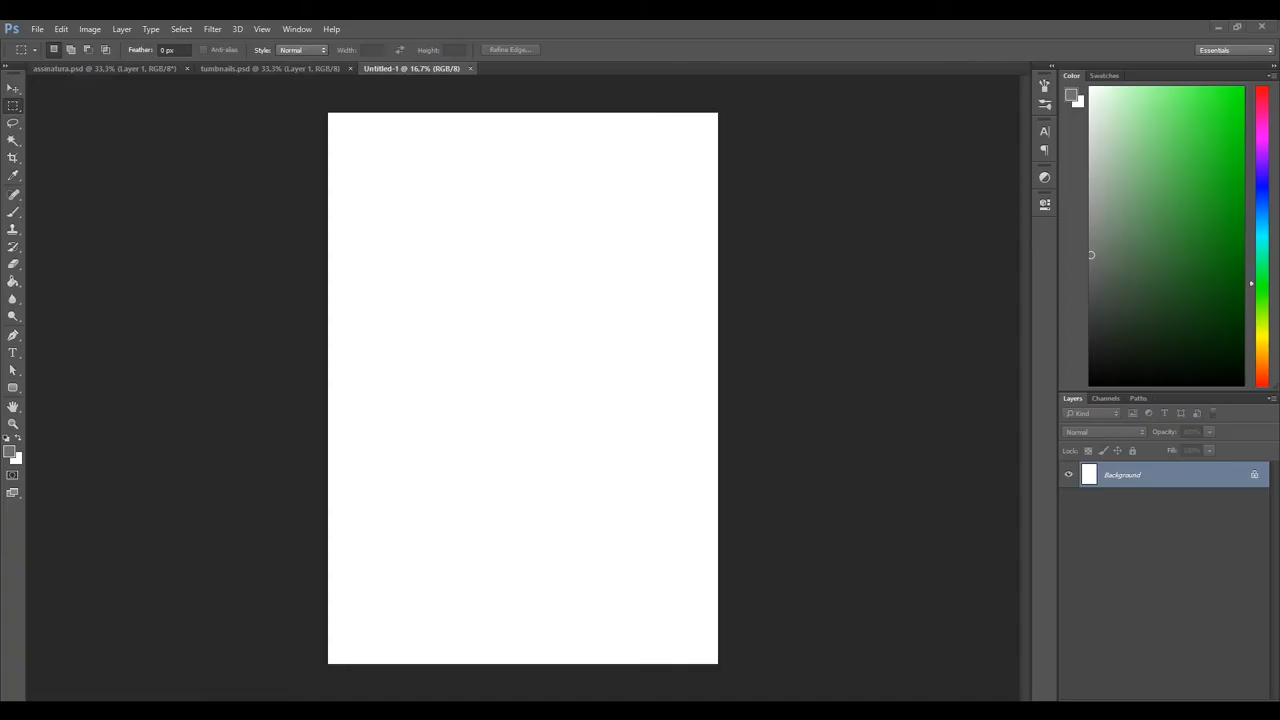 Ps File Edit Image Layer Type Select Filter 3D View Window Help
Feather: 0 px Anti-alias Style: Normal Width: Height: Refine Edge... Essentials
assinatura.psd @ 33,3% (Layer 1, RGB/8*) × tumbnails.psd @ 33,3% (Layer 1, RGB/8) × Untitled-1 @ 16,7% (RGB/8) ×
Color Swatches
Layers Channels Paths
Kind
Normal Opacity: 100%
Lock: Fill: 100%
Background